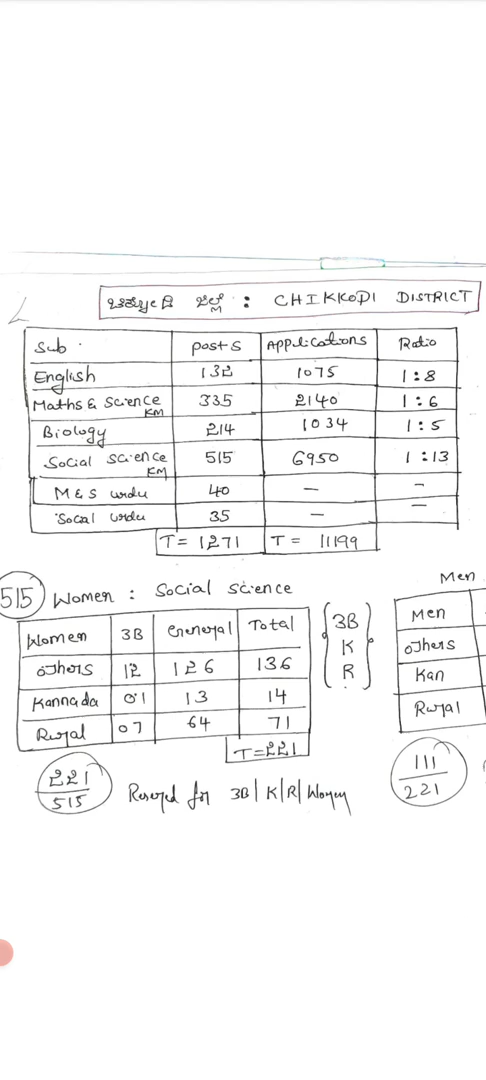 ಚಿಕ್ಕೋಡಿ ಜಿಲ್ಲೆ : CHIKKODI DISTRICT
Sub. Posts Applications Ratio
English 132 1075 1:8
Maths & Science KM 335 2140 1:6
Biology 214 1034 1:5
Social science KM 515 6950 1:13
M & S urdu 40 — –
Socal urdu 35 — –
T = 1271 T = 11199
515 Women : Social science
Women 3B General Total
others 12 126 136
Kannada 01 13 14
Rural 07 64 71
T=221
3B
K
R
221/515 Reserved for 3B/K/R/Women
Men
Men
others
Kan
Rural
111/221